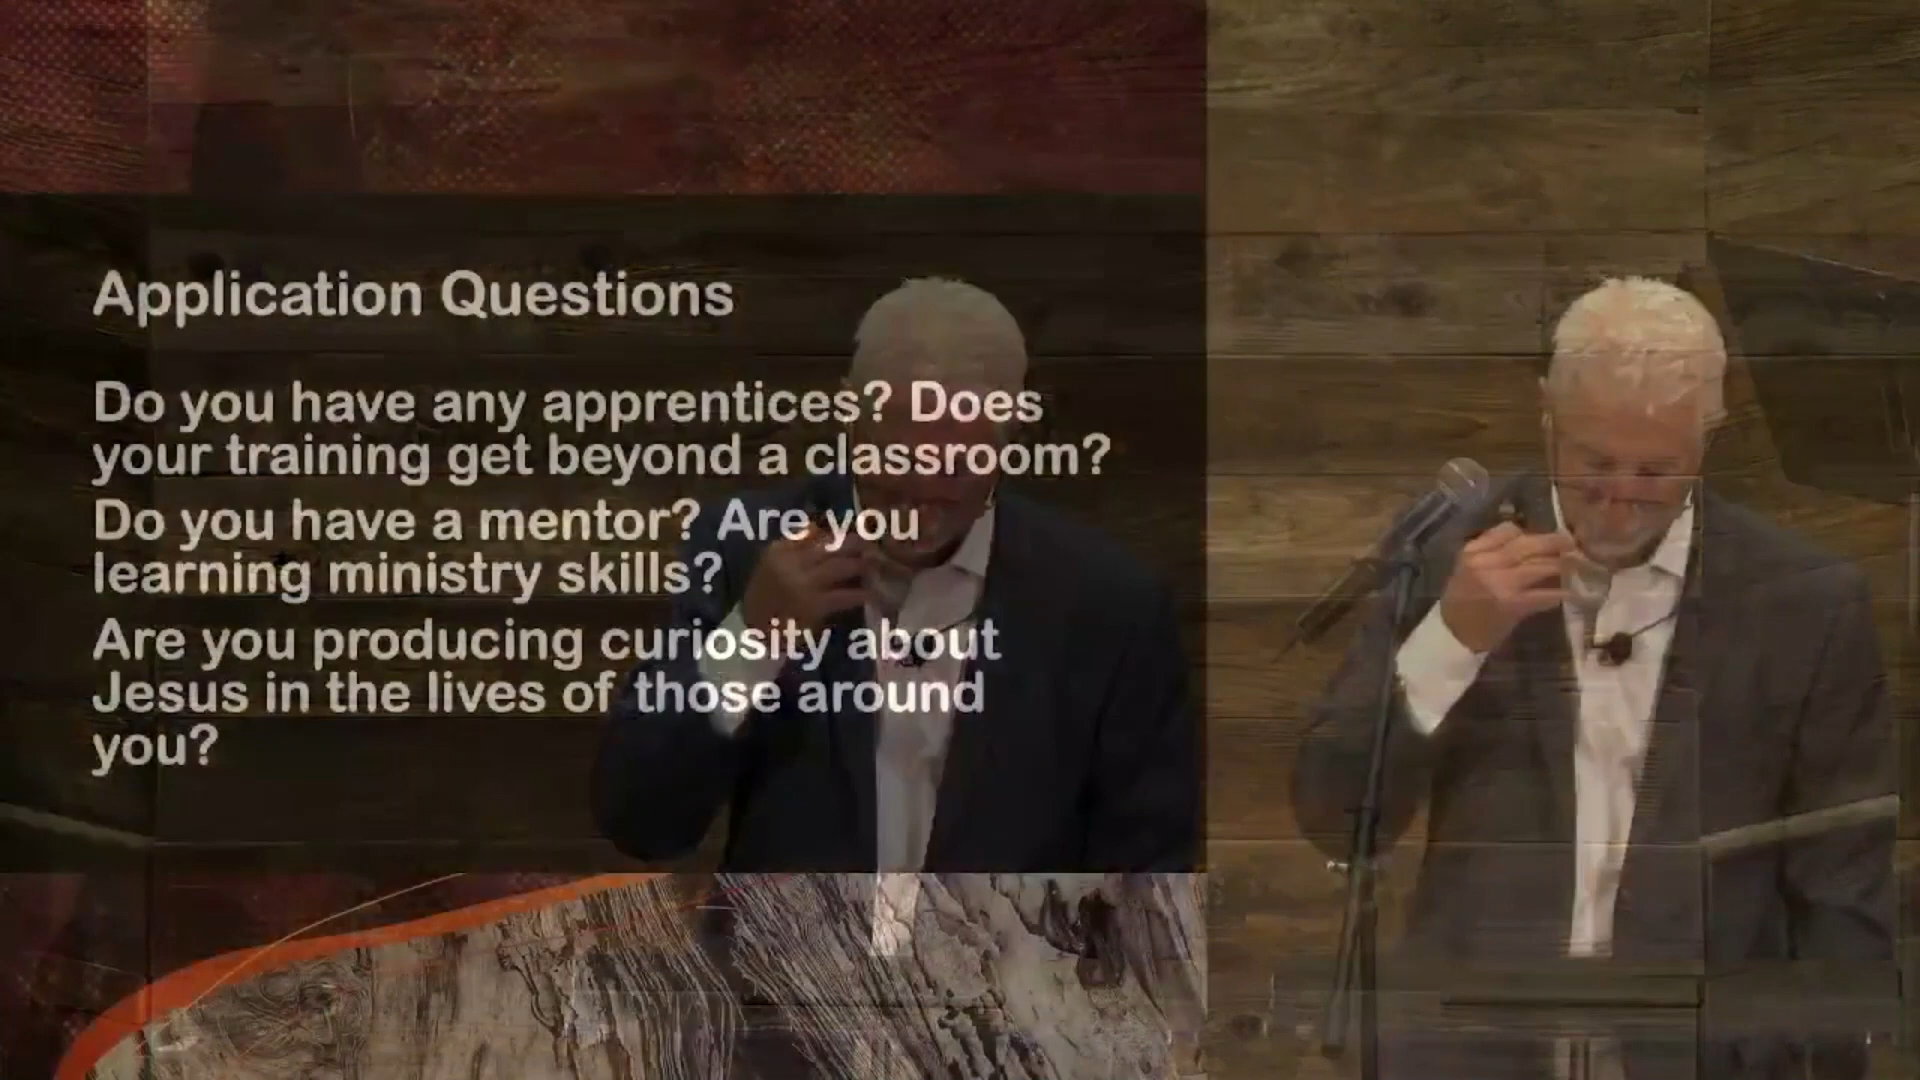 Application Questions
Do you have any apprentices? Does
your training get beyond a classroom?
Do you have a mentor? Are you
learning ministry skills?
Are you producing curiosity about
Jesus in the lives of those around
you?